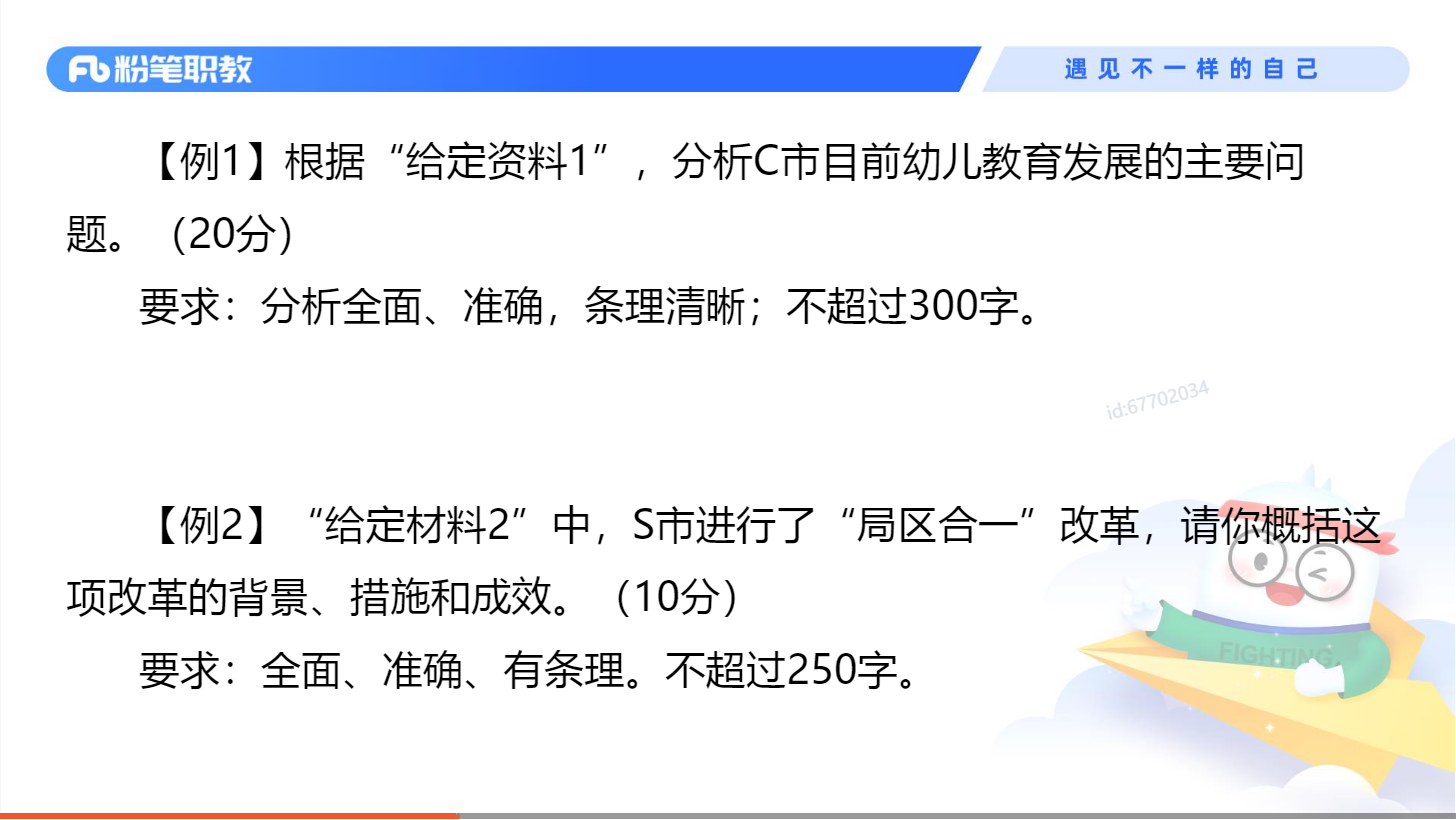 粉笔职教
遇见不一样的自己
【例1】根据“给定资料1”，分析C市目前幼儿教育发展的主要问
题。（20分）
要求：分析全面、准确，条理清晰；不超过300字。
id:67702034
【例2】“给定材料2”中，S市进行了“局区合一”改革，请你概括这
项改革的背景、措施和成效。（10分）
要求：全面、准确、有条理。不超过250字。
FIGHTING